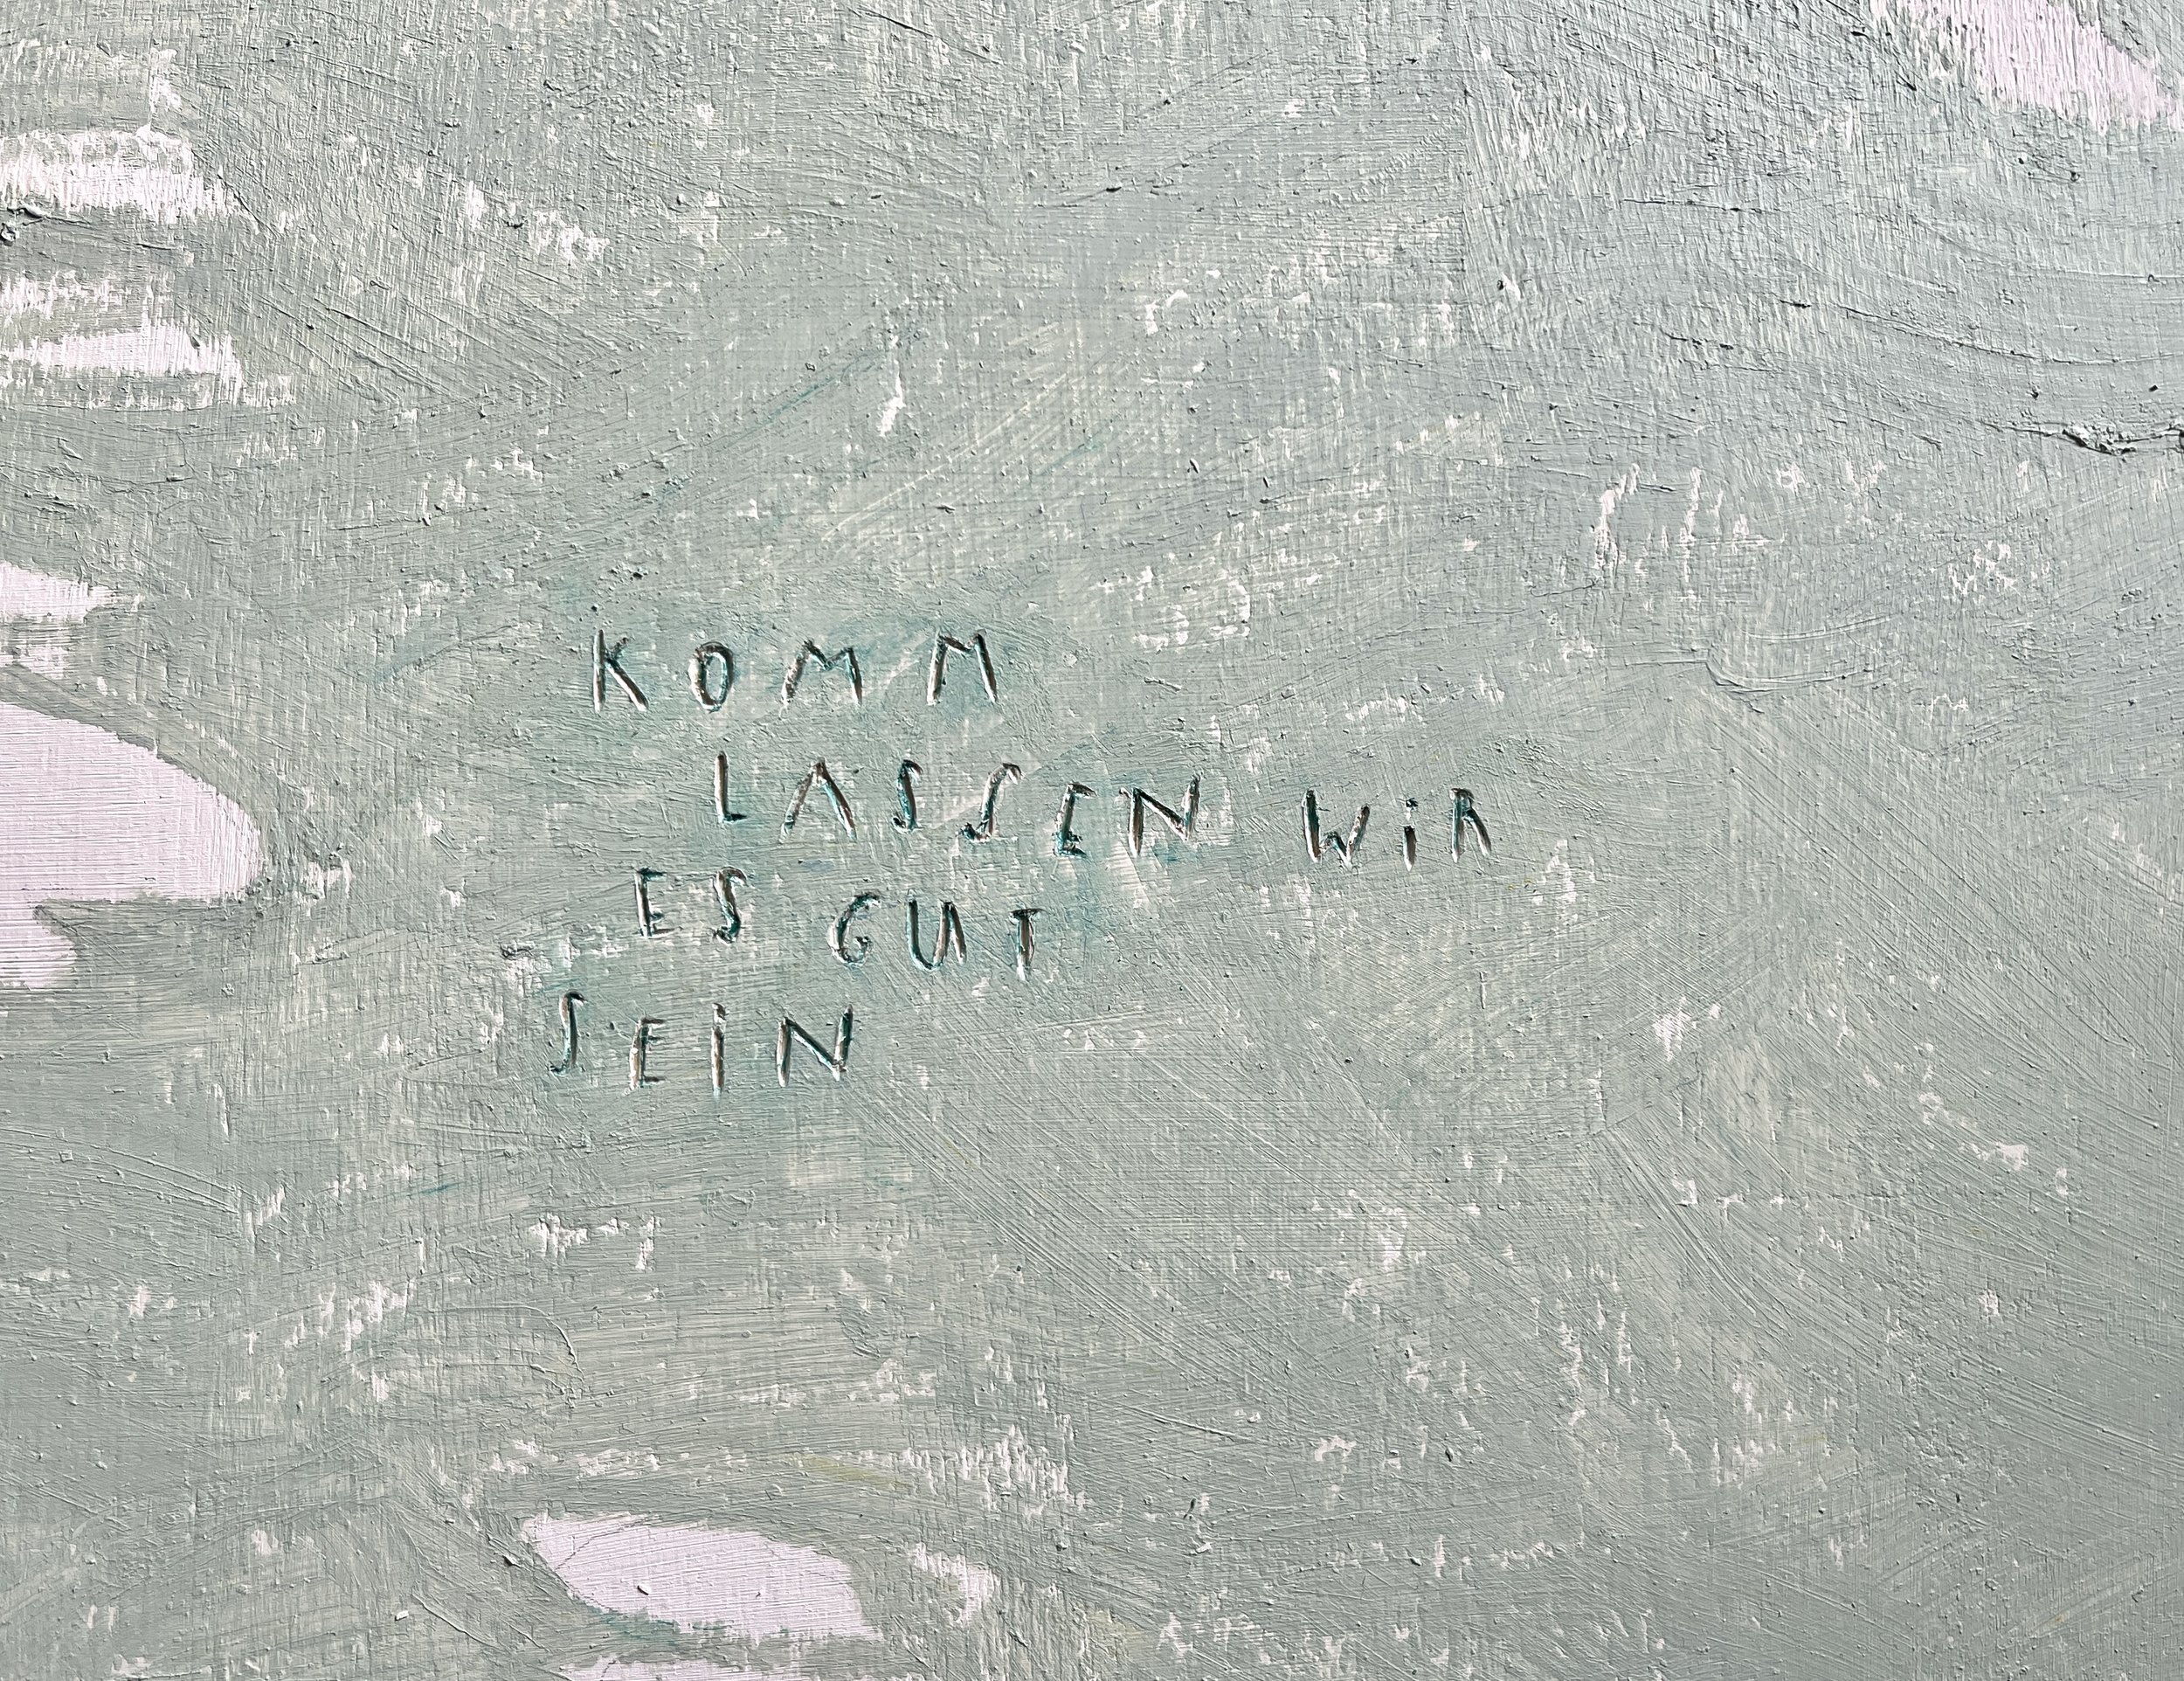 KOMM
LASSEN WiR
ES GUT
SEiN